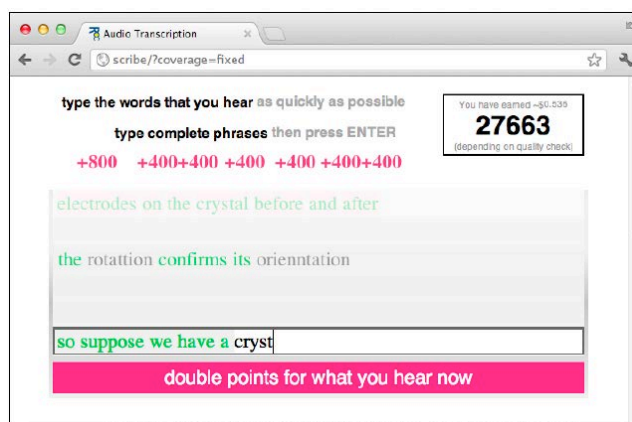 Audio Transcription
scribe/?coverage=fixed
type the words that you hear as quickly as possible
type complete phrases then press ENTER
You have earned ~$0.535
27663
(depending on quality check)
+800 +400+400 +400 +400 +400+400
electrodes on the crystal before and after
the rotattion confirms its orienntation
so suppose we have a cryst
double points for what you hear now